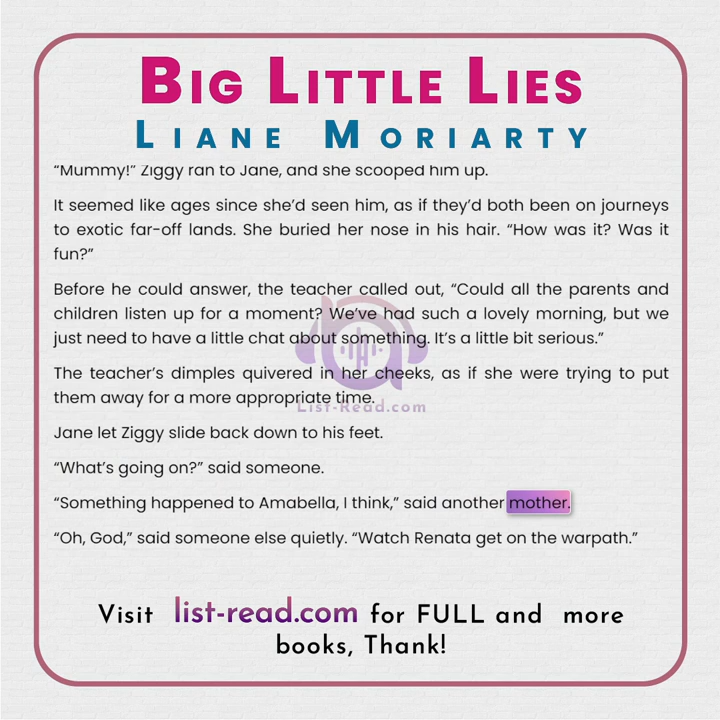 BIG LITTLE LIES
LIANE MORIARTY
“Mummy!” Ziggy ran to Jane, and she scooped him up.
It seemed like ages since she’d seen him, as if they’d both been on journeys
to exotic far-off lands. She buried her nose in his hair. “How was it? Was it
fun?”
Before he could answer, the teacher called out, “Could all the parents and
children listen up for a moment? We’ve had such a lovely morning, but we
just need to have a little chat about something. It’s a little bit serious.”
The teacher’s dimples quivered in her cheeks, as if she were trying to put
them away for a more appropriate time.
List-Read.com
Jane let Ziggy slide back down to his feet.
“What’s going on?” said someone.
“Something happened to Amabella, I think,” said another mother.
“Oh, God,” said someone else quietly. “Watch Renata get on the warpath.”
Visit list-read.com for FULL and more
books, Thank!